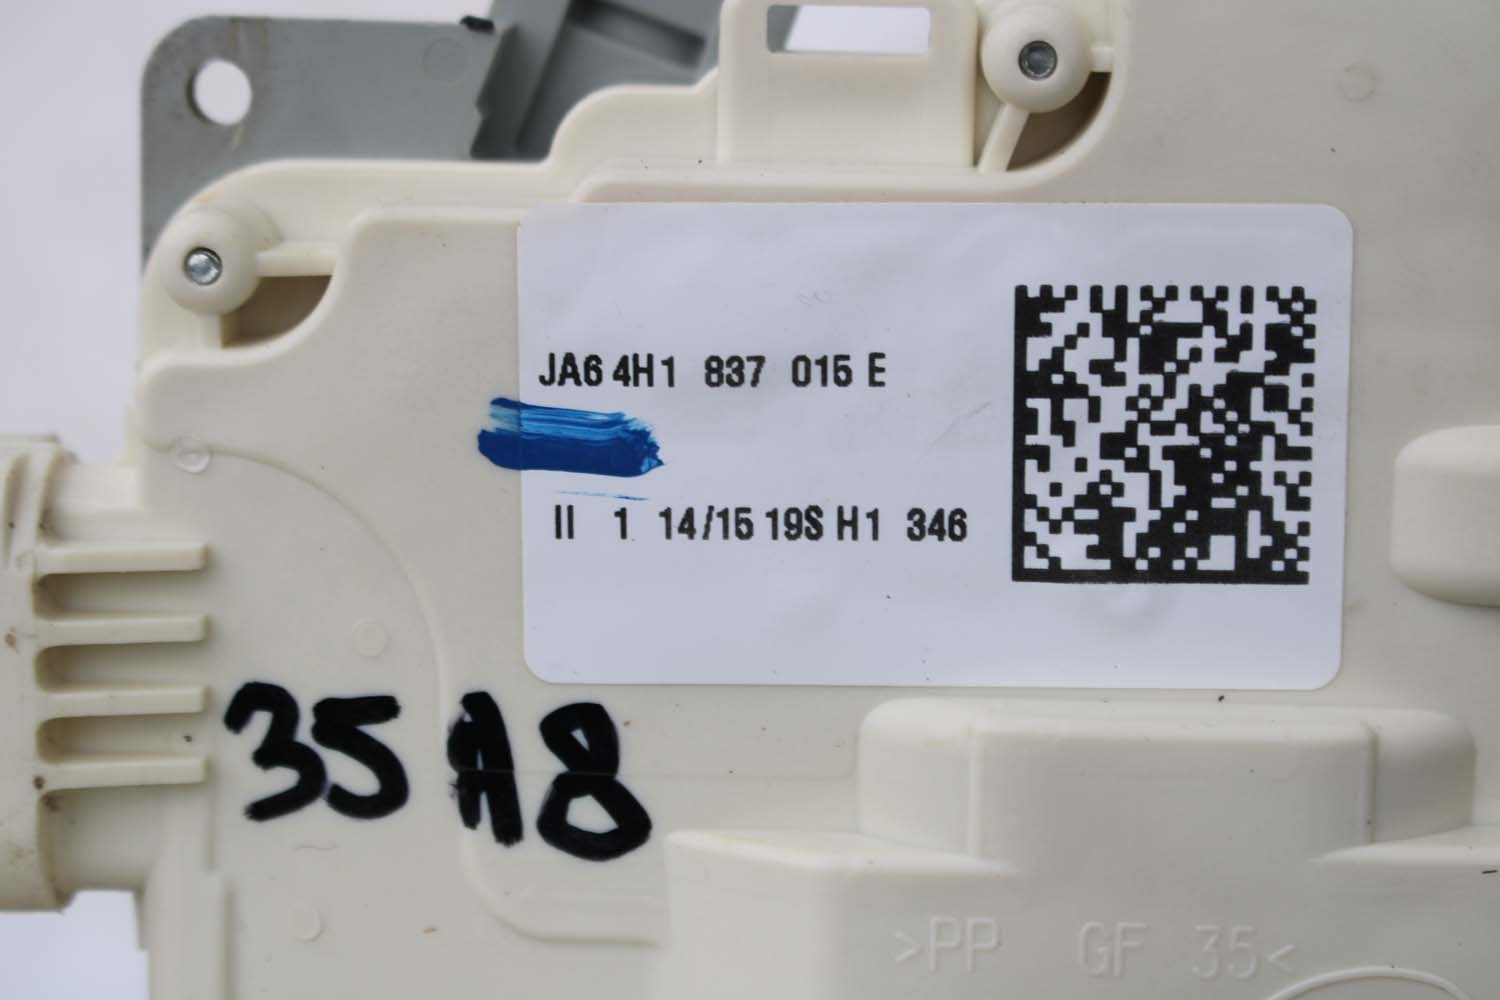 JA6 4H1 837 015 E
II 1 14/15 19S H1 346
35A8
>PP GF 35<